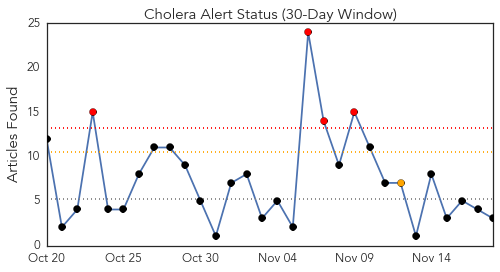 Cholera Alert Status (30-Day Window)
25
20
15
10
5
0
Articles Found
Oct 20 Oct 25 Oct 30 Nov 04 Nov 09 Nov 14